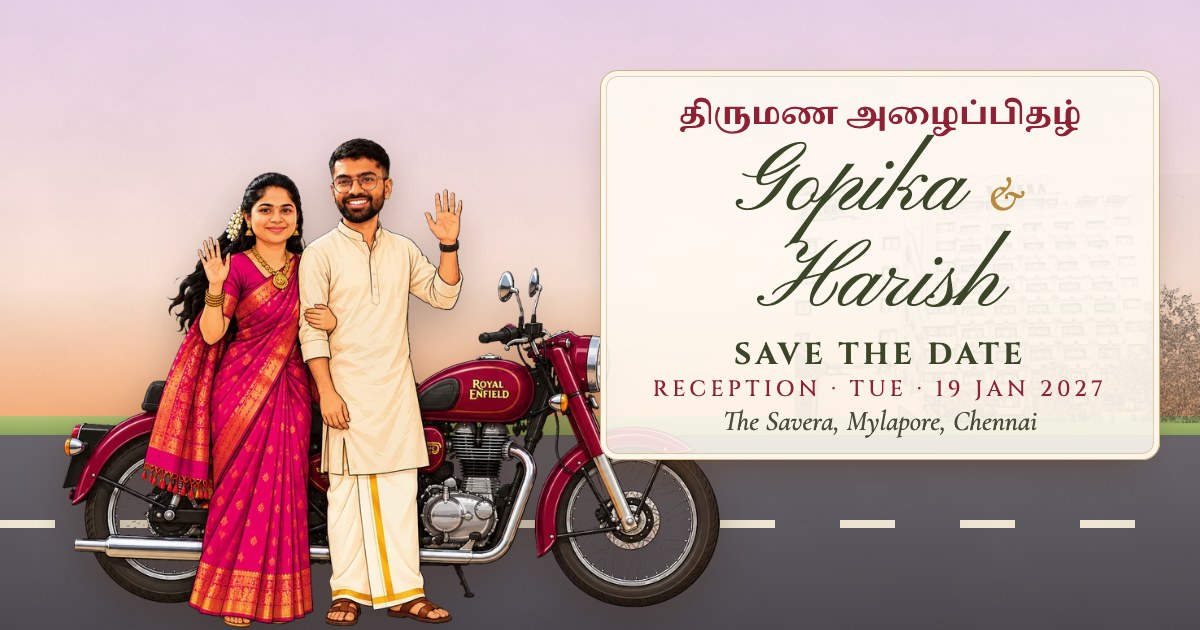 திருமண அழைப்பிதழ்
Gopika &
Harish
SAVE THE DATE
RECEPTION · TUE · 19 JAN 2027
The Savera, Mylapore, Chennai
ROYAL
ENFIELD